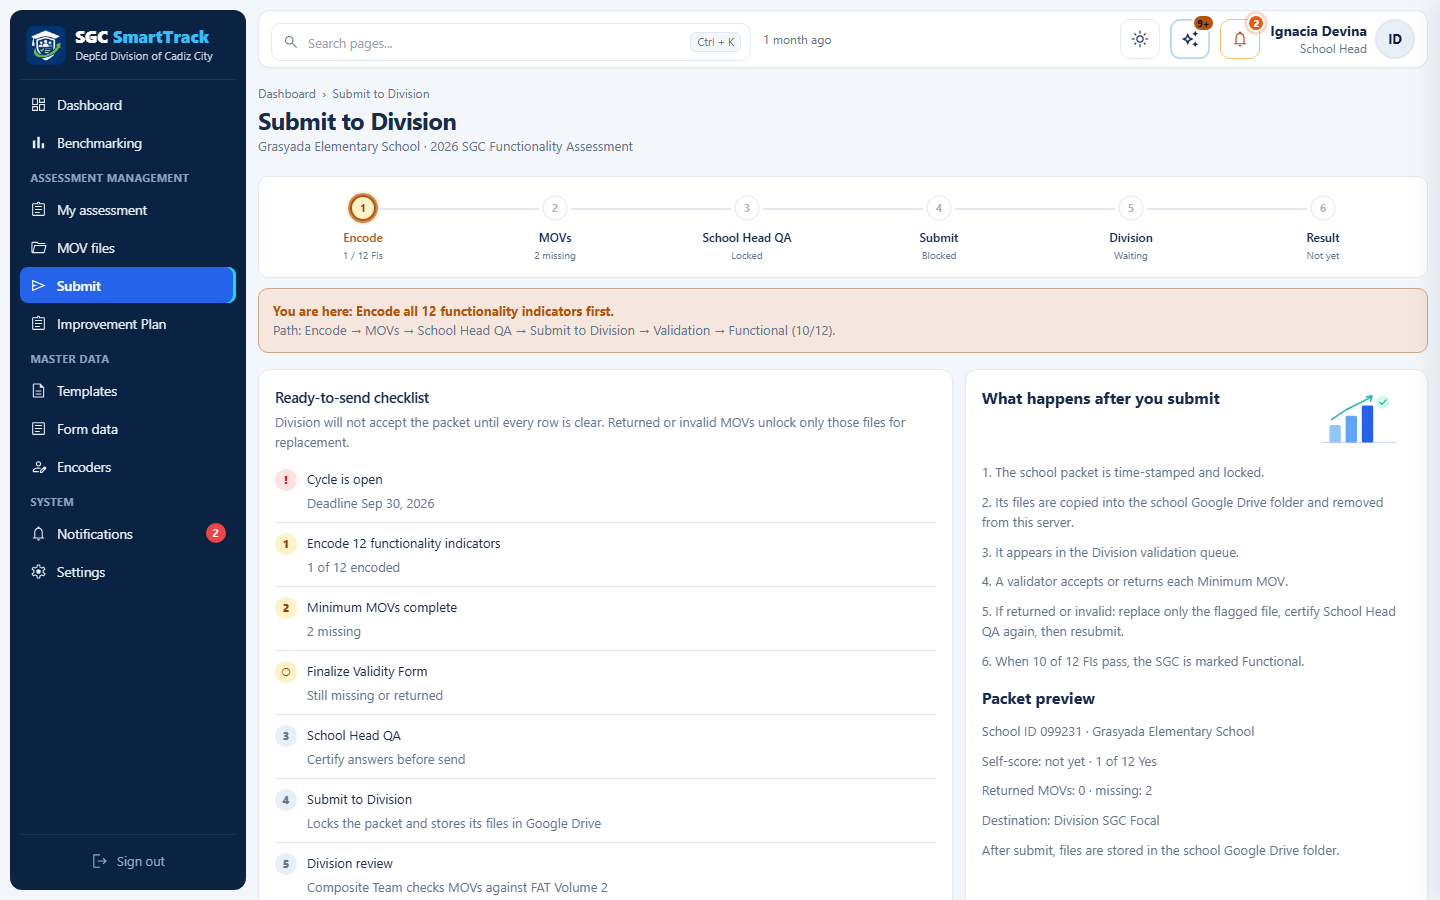 SGC SmartTrack
DepEd Division of Cadiz City
Dashboard
Benchmarking
ASSESSMENT MANAGEMENT
My assessment
MOV files
Submit
Improvement Plan
MASTER DATA
Templates
Form data
Encoders
SYSTEM
Notifications
2
Settings
Sign out
Search pages...
Ctrl + K
1 month ago
9+
2
Ignacia Devina
School Head
ID
Dashboard › Submit to Division
Submit to Division
Grasyada Elementary School · 2026 SGC Functionality Assessment
1
Encode
1 / 12 FIs
2
MOVs
2 missing
3
School Head QA
Locked
4
Submit
Blocked
5
Division
Waiting
6
Result
Not yet
You are here: Encode all 12 functionality indicators first.
Path: Encode → MOVs → School Head QA → Submit to Division → Validation → Functional (10/12).
Ready-to-send checklist
Division will not accept the packet until every row is clear. Returned or invalid MOVs unlock only those files for
replacement.
!
Cycle is open
Deadline Sep 30, 2026
1
Encode 12 functionality indicators
1 of 12 encoded
2
Minimum MOVs complete
2 missing
○
Finalize Validity Form
Still missing or returned
3
School Head QA
Certify answers before send
4
Submit to Division
Locks the packet and stores its files in Google Drive
5
Division review
Composite Team checks MOVs against FAT Volume 2
What happens after you submit
1. The school packet is time-stamped and locked.
2. Its files are copied into the school Google Drive folder and removed
from this server.
3. It appears in the Division validation queue.
4. A validator accepts or returns each Minimum MOV.
5. If returned or invalid: replace only the flagged file, certify School Head
QA again, then resubmit.
6. When 10 of 12 FIs pass, the SGC is marked Functional.
Packet preview
School ID 099231 · Grasyada Elementary School
Self-score: not yet · 1 of 12 Yes
Returned MOVs: 0 · missing: 2
Destination: Division SGC Focal
After submit, files are stored in the school Google Drive folder.